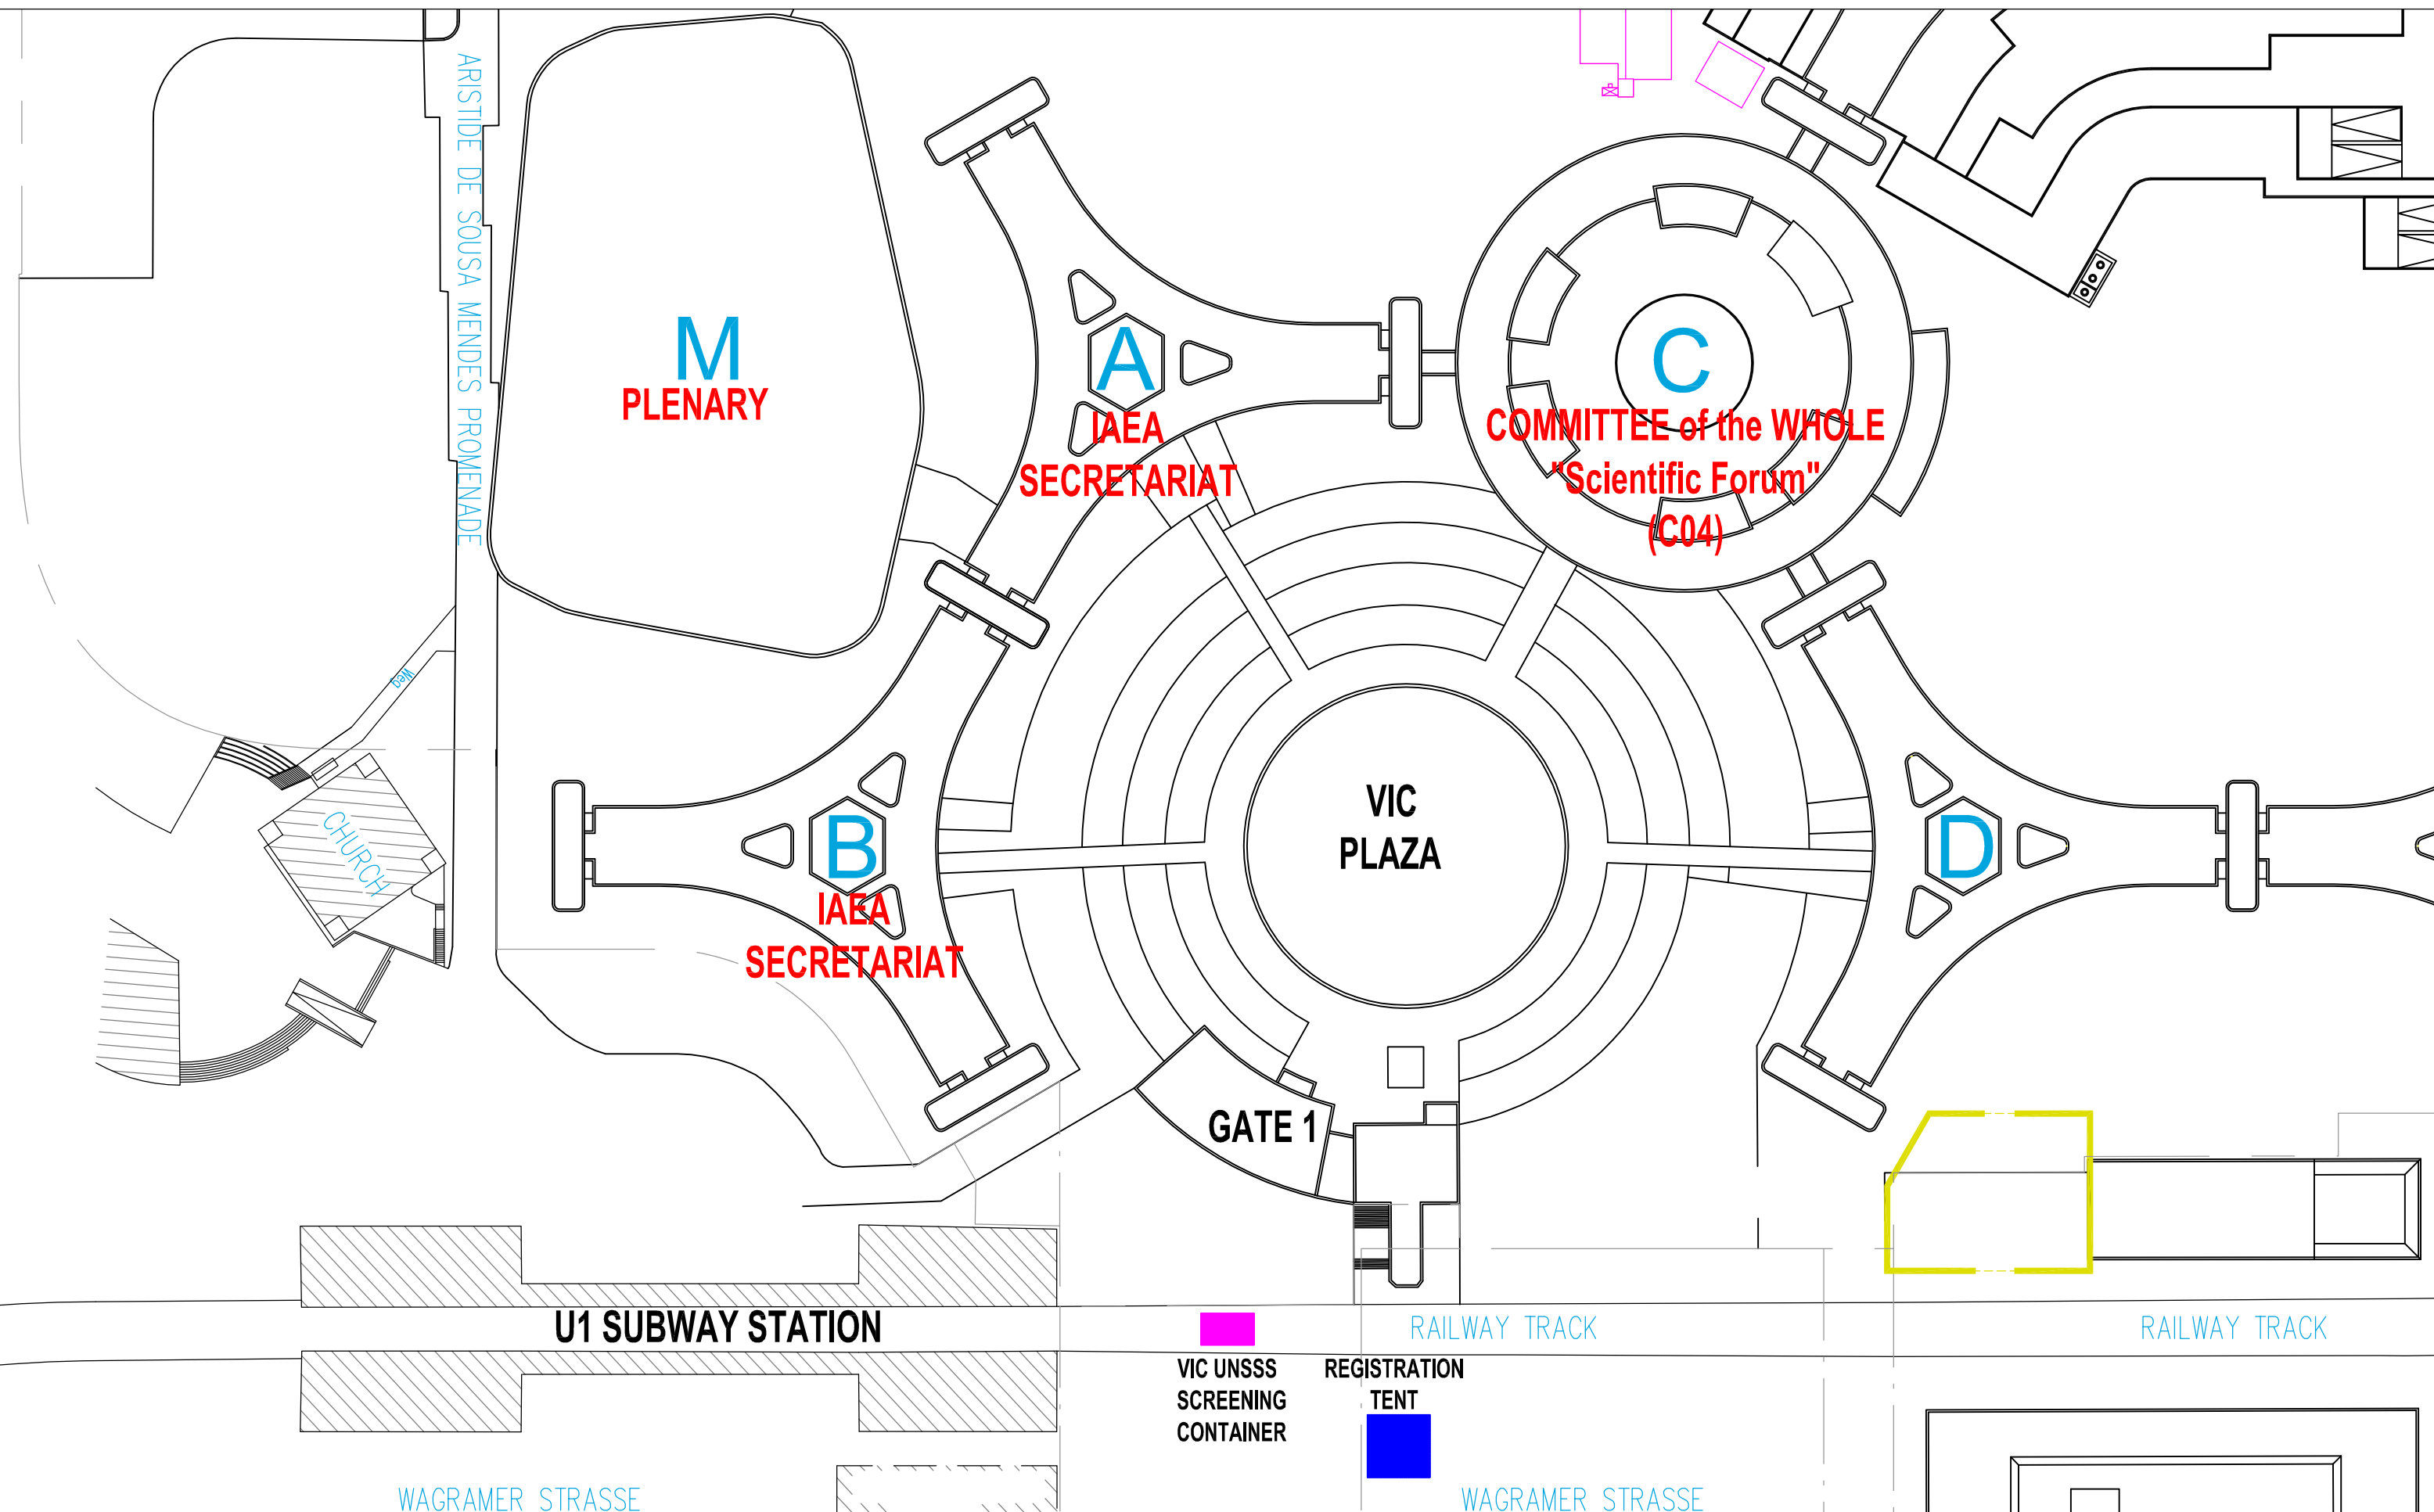 ARISTIDE DE SOUSA MENDES PROMENADE
M
PLENARY
A
IAEA
SECRETARIAT
C
COMMITTEE of the WHOLE
"Scientific Forum"
(C04)
Weg
CHURCH
B
IAEA
SECRETARIAT
VIC
PLAZA
D
GATE 1
U1 SUBWAY STATION
RAILWAY TRACK
RAILWAY TRACK
VIC UNSSS
SCREENING
CONTAINER
REGISTRATION
TENT
WAGRAMER STRASSE
WAGRAMER STRASSE